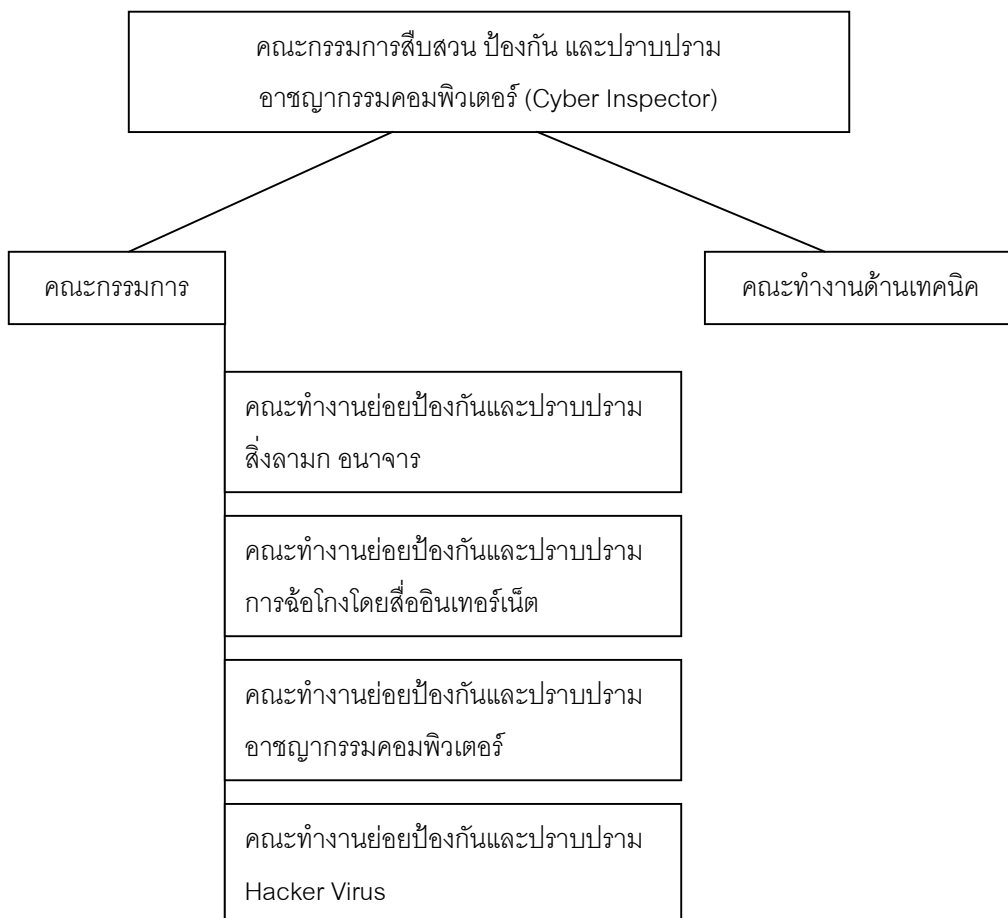 คณะกรรมการสืบสวน ป้องกัน และปราบปราม
อาชญากรรมคอมพิวเตอร์ (Cyber Inspector)
คณะกรรมการ
คณะทำงานด้านเทคนิค
คณะทำงานย่อยป้องกันและปราบปราม
สิ่งลามก อนาจาร
คณะทำงานย่อยป้องกันและปราบปราม
การฉ้อโกงโดยสื่ออินเทอร์เน็ต
คณะทำงานย่อยป้องกันและปราบปราม
อาชญากรรมคอมพิวเตอร์
คณะทำงานย่อยป้องกันและปราบปราม
Hacker Virus